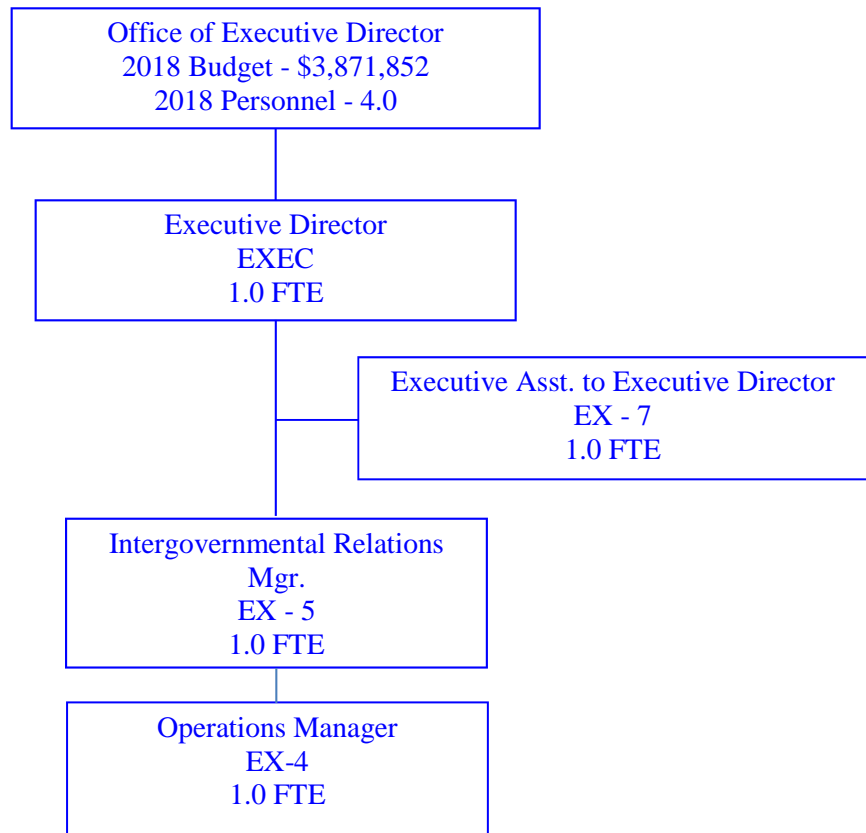 Office of Executive Director
2018 Budget - $3,871,852
2018 Personnel - 4.0
Executive Director
EXEC
1.0 FTE
Executive Asst. to Executive Director
EX - 7
1.0 FTE
Intergovernmental Relations
Mgr.
EX - 5
1.0 FTE
Operations Manager
EX-4
1.0 FTE